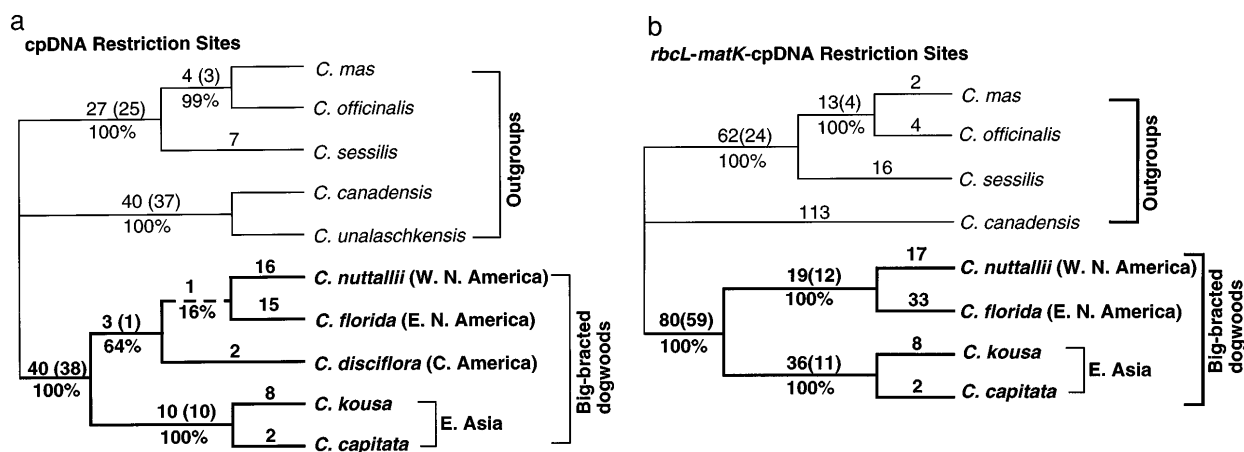 a
cpDNA Restriction Sites
4 (3)
99%
C. mas
C. officinalis
27 (25)
100%
7
C. sessilis
Outgroups
40 (37)
100%
C. canadensis
C. unalaschkensis
16
C. nuttallii (W. N. America)
1
16%
15
C. florida (E. N. America)
3 (1)
64%
2
C. disciflora (C. America)
40 (38)
100%
8
C. kousa
10 (10)
100%
2
C. capitata
E. Asia
Big-bracted
dogwoods
b
rbcL-matK-cpDNA Restriction Sites
2
C. mas
13(4)
100%
4
C. officinalis
62(24)
100%
16
C. sessilis
113
C. canadensis
Outgroups
17
C. nuttallii (W. N. America)
19(12)
100%
33
C. florida (E. N. America)
80(59)
100%
8
C. kousa
36(11)
100%
2
C. capitata
E. Asia
Big-bracted
dogwoods